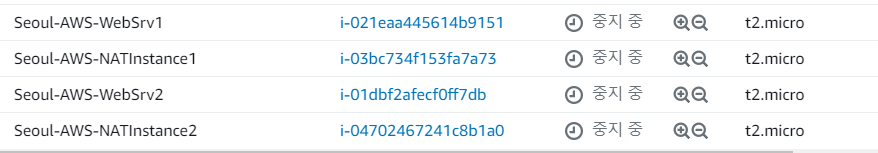 Seoul-AWS-WebSrv1 i-021eaa445614b9151 중지 중 t2.micro
Seoul-AWS-NATInstance1 i-03bc734f153fa7a73 중지 중 t2.micro
Seoul-AWS-WebSrv2 i-01dbf2afecf0ff7db 중지 중 t2.micro
Seoul-AWS-NATInstance2 i-04702467241c8b1a0 중지 중 t2.micro